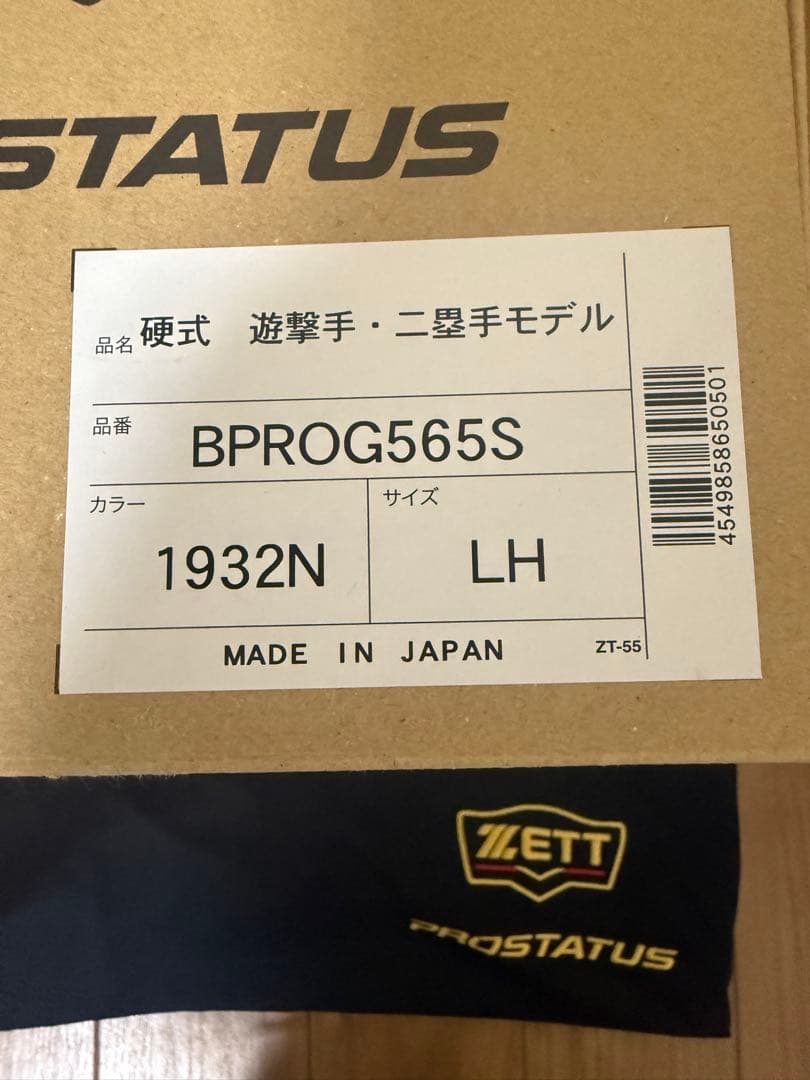 STATUS
品名 硬式 遊撃手・二塁手モデル
品番 BPROG565S
カラー 1932N
サイズ LH
MADE IN JAPAN
ZT-55
4549858650501
ZETT
PROSTATUS